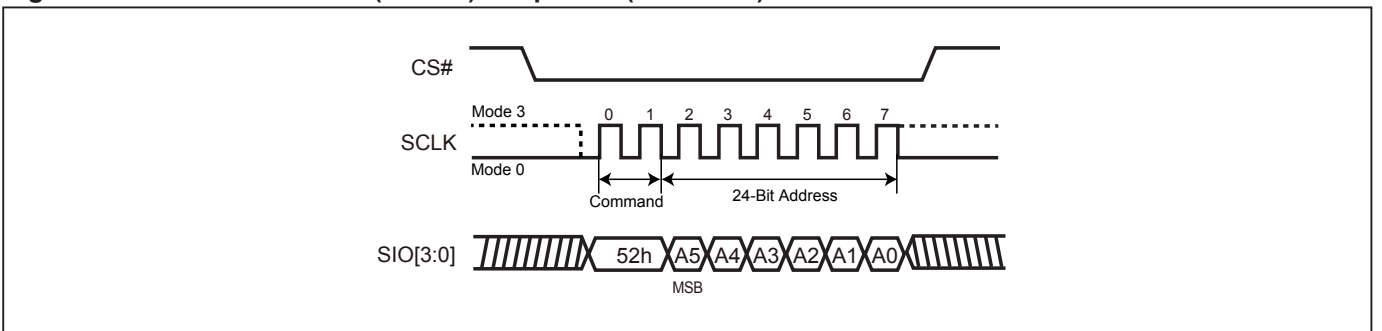 CS#
Mode 3
0 1 2 3 4 5 6 7
SCLK
Mode 0
Command
24-Bit Address
SIO[3:0]
52h A5 A4 A3 A2 A1 A0
MSB